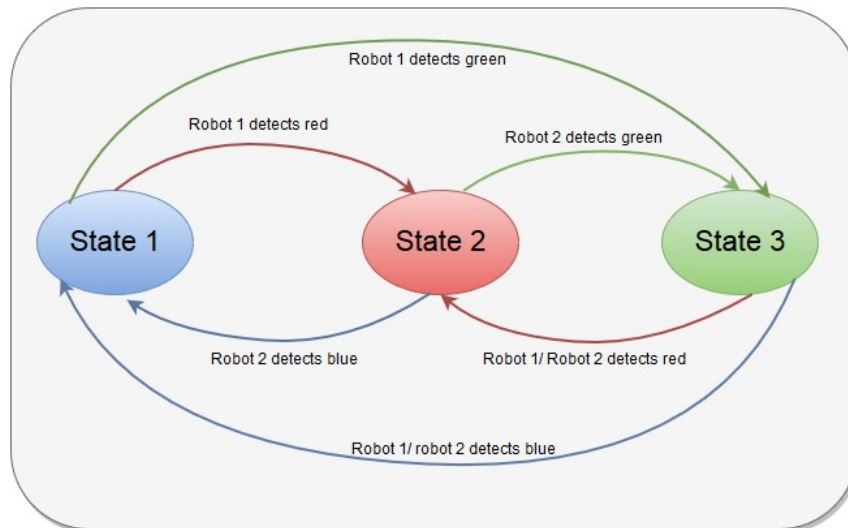 Robot 1 detects green
Robot 1 detects red
Robot 2 detects green
State 1
State 2
State 3
Robot 2 detects blue
Robot 1/ Robot 2 detects red
Robot 1/ robot 2 detects blue